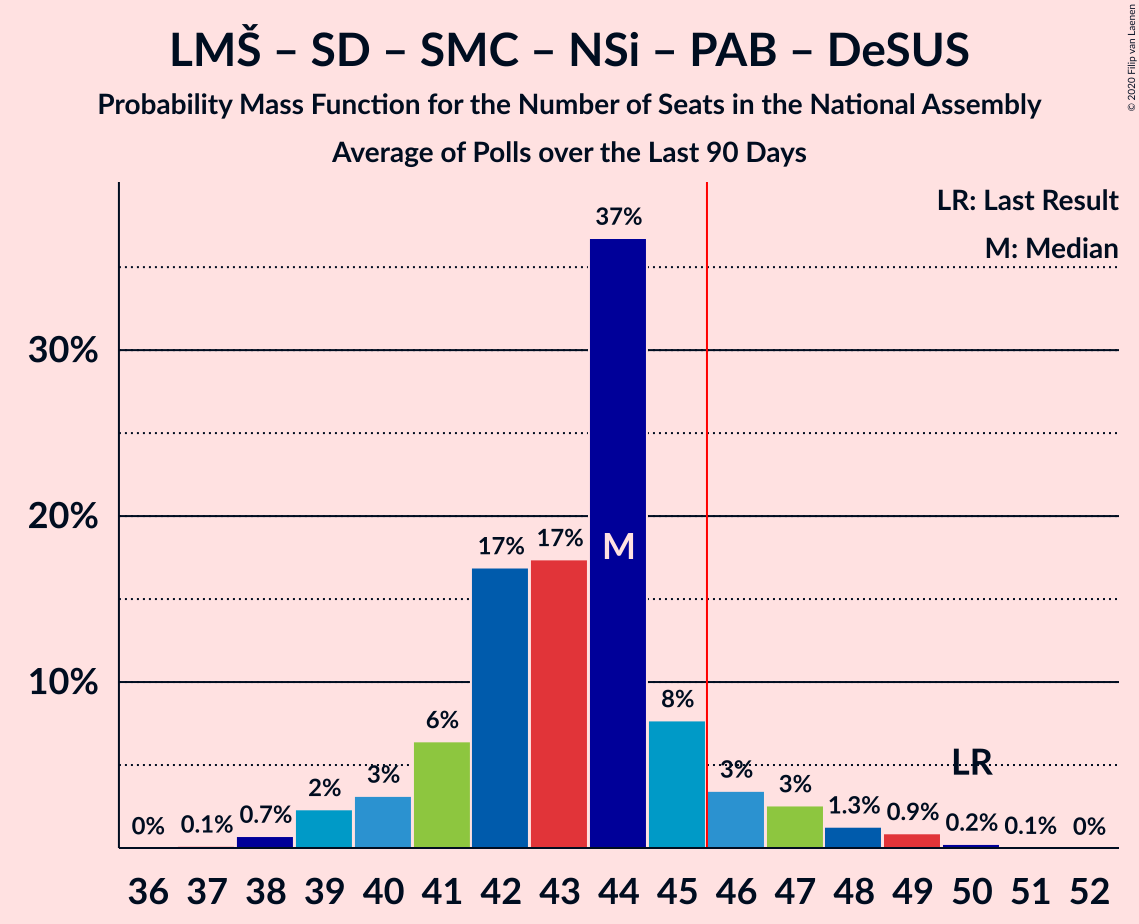 LMŠ – SD – SMC – NSi – PAB – DeSUS
Probability Mass Function for the Number of Seats in the National Assembly
Average of Polls over the Last 90 Days
© 2020 Filip van Laenen
LR: Last Result
M: Median
30%
20%
10%
0%
0.1%
0.7%
2%
3%
6%
17%
17%
37%
8%
3%
3%
1.3%
0.9%
0.2%
0.1%
0%
M
LR
36 37 38 39 40 41 42 43 44 45 46 47 48 49 50 51 52